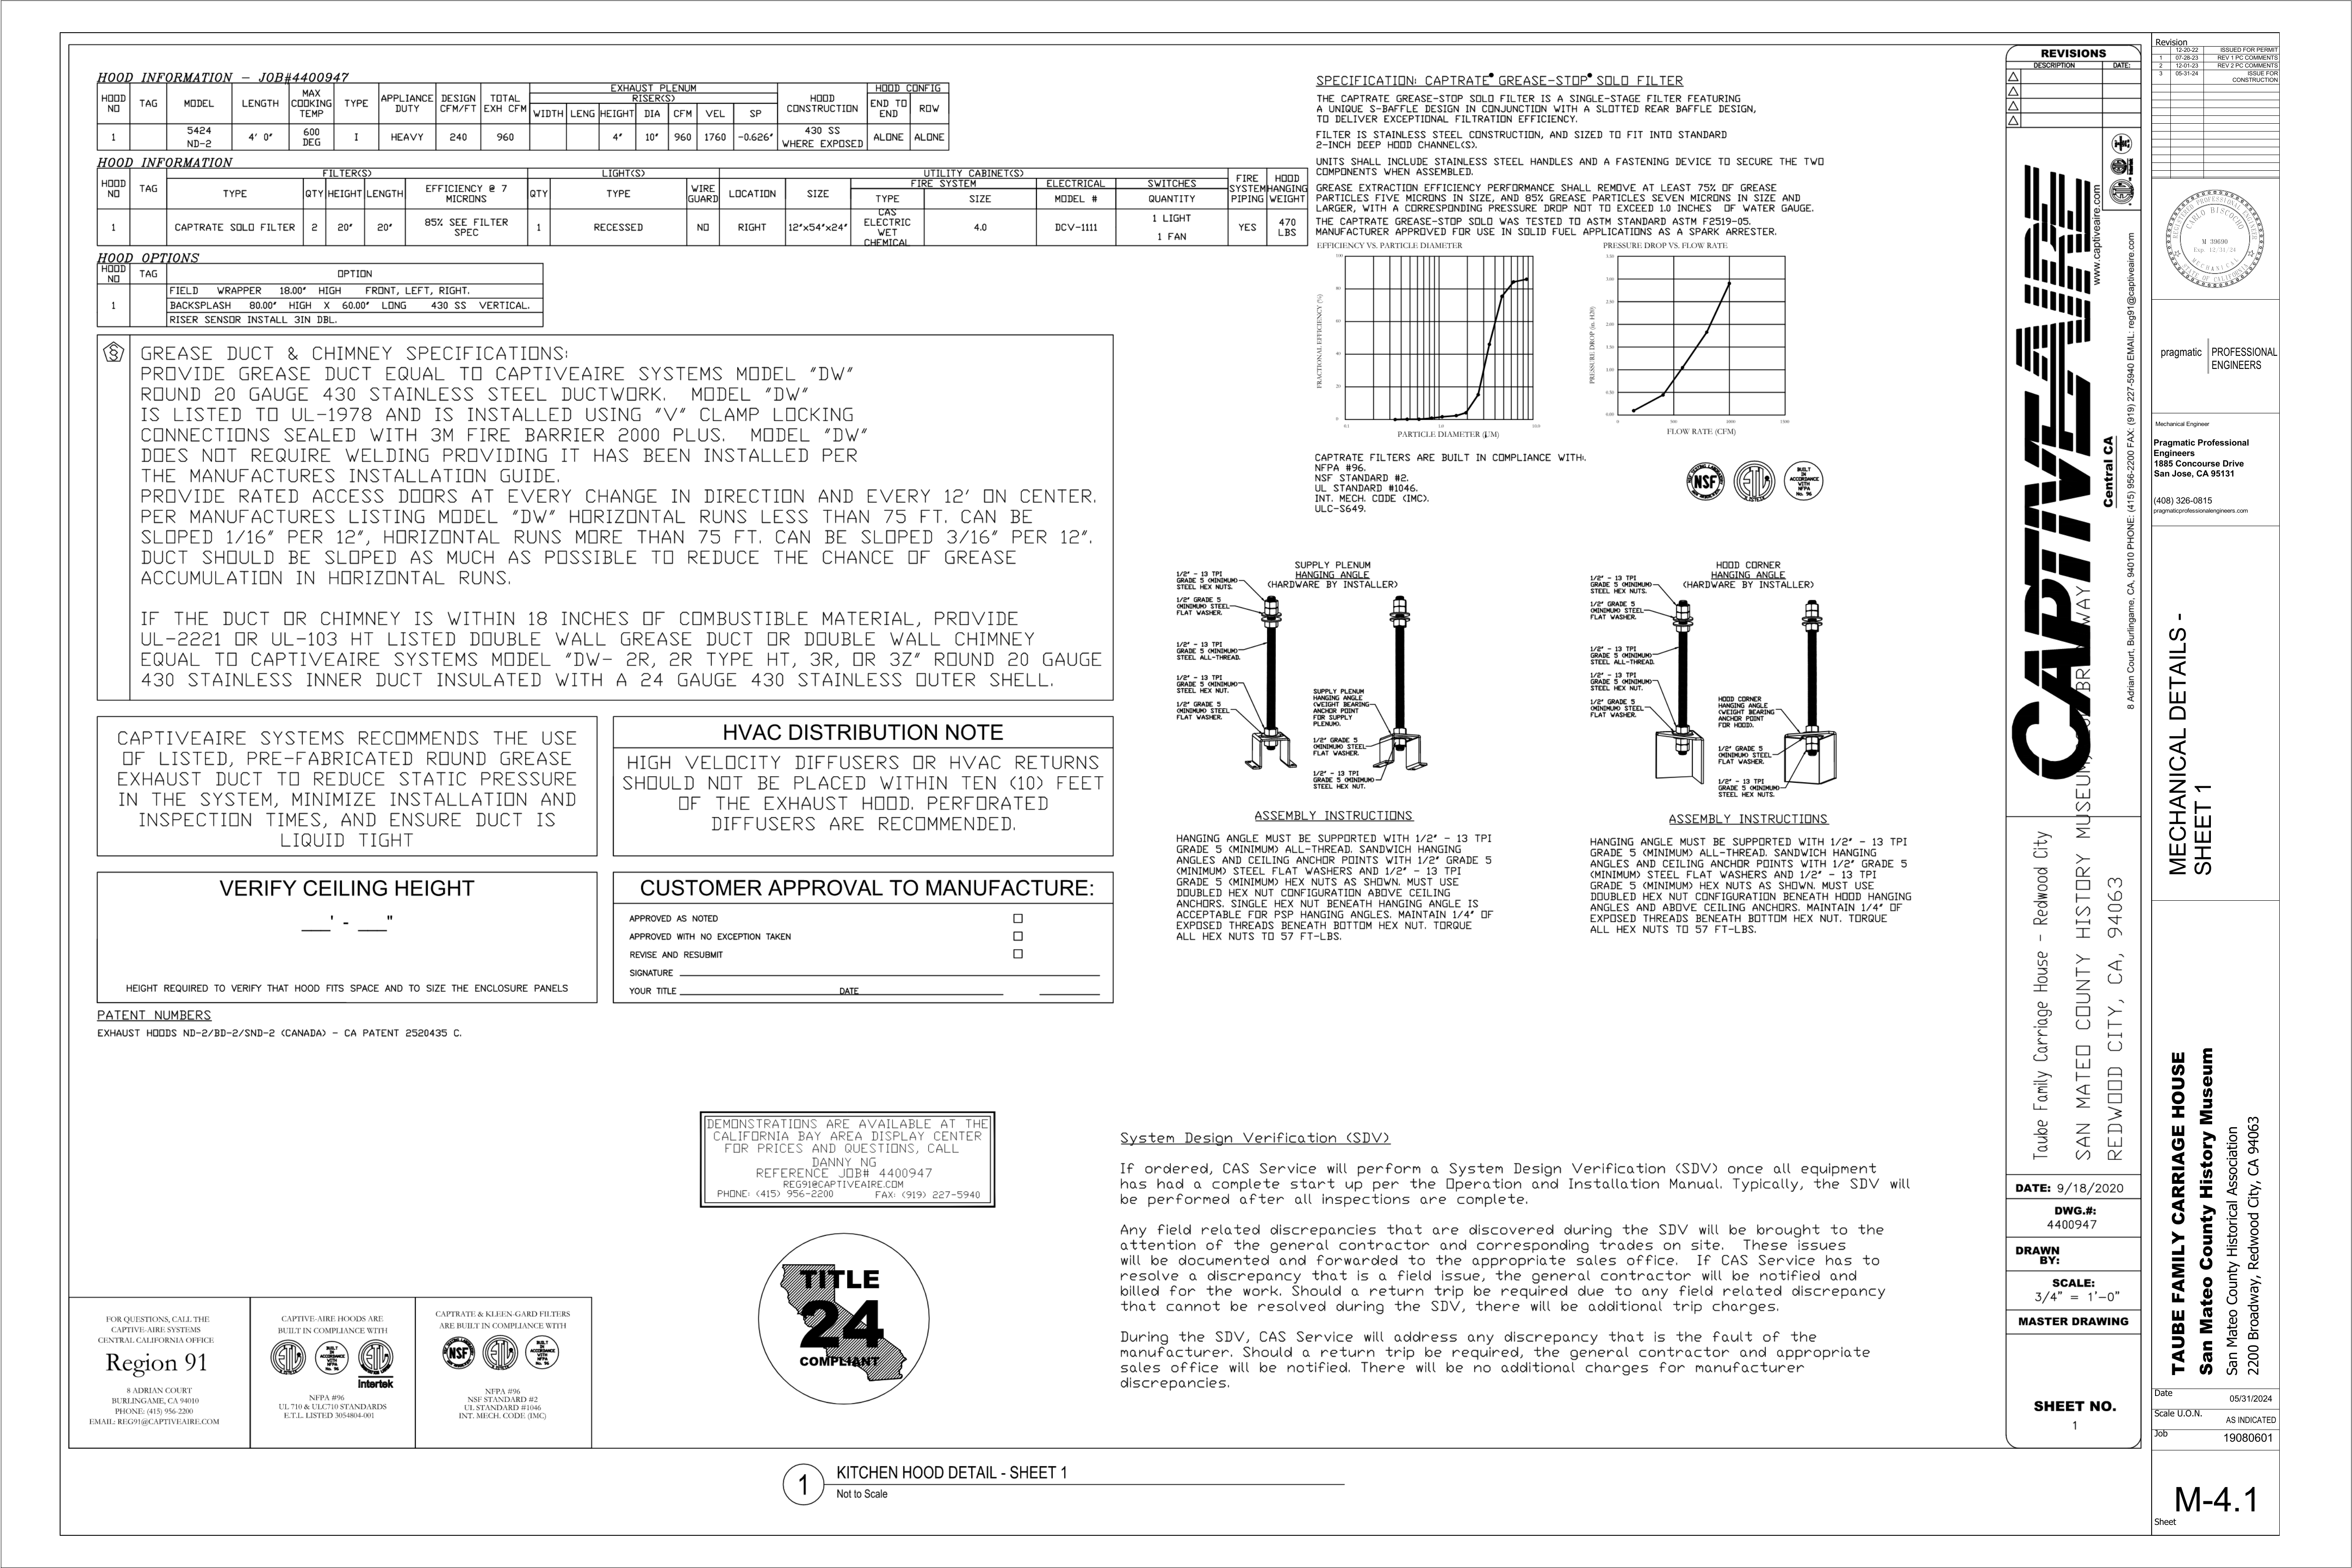 HOOD INFORMATION – JOB#4400947
HOOD NO TAG MODEL LENGTH MAX COOKING TEMP TYPE APPLIANCE DUTY DESIGN CFM/FT TOTAL EXH CFM EXHAUST PLENUM RISER(S) WIDTH LENG HEIGHT DIA CFM VEL SP HOOD CONSTRUCTION HOOD CONFIG END TO END ROW
1 5424 ND-2 4' 0" 600 DEG I HEAVY 240 960 4" 10" 960 1760 -0.626" 430 SS WHERE EXPOSED ALONE ALONE
HOOD INFORMATION
HOOD NO TAG FILTER(S) TYPE QTY HEIGHT LENGTH EFFICIENCY @ 7 MICRONS LIGHT(S) QTY TYPE WIRE GUARD UTILITY CABINET(S) LOCATION SIZE FIRE SYSTEM TYPE SIZE ELECTRICAL MODEL # SWITCHES QUANTITY FIRE SYSTEM PIPING HOOD HANGING WEIGHT
1 CAPTRATE SOLO FILTER 2 20" 20" 85% SEE FILTER SPEC 1 RECESSED NO RIGHT 12"x54"x24" CAS ELECTRIC WET CHEMICAL 4.0 DCV-1111 1 LIGHT 1 FAN YES 470 LBS
HOOD OPTIONS
HOOD NO TAG OPTION
1
FIELD WRAPPER 18.00" HIGH FRONT, LEFT, RIGHT.
BACKSPLASH 80.00" HIGH X 60.00" LONG 430 SS VERTICAL.
RISER SENSOR INSTALL 3IN DBL.
GREASE DUCT & CHIMNEY SPECIFICATIONS:
PROVIDE GREASE DUCT EQUAL TO CAPTIVEAIRE SYSTEMS MODEL "DW"
ROUND 20 GAUGE 430 STAINLESS STEEL DUCTWORK. MODEL "DW"
IS LISTED TO UL-1978 AND IS INSTALLED USING "V" CLAMP LOCKING
CONNECTIONS SEALED WITH 3M FIRE BARRIER 2000 PLUS. MODEL "DW"
DOES NOT REQUIRE WELDING PROVIDING IT HAS BEEN INSTALLED PER
THE MANUFACTURES INSTALLATION GUIDE.
PROVIDE RATED ACCESS DOORS AT EVERY CHANGE IN DIRECTION AND EVERY 12' ON CENTER.
PER MANUFACTURES LISTING MODEL "DW" HORIZONTAL RUNS LESS THAN 75 FT. CAN BE
SLOPED 1/16" PER 12", HORIZONTAL RUNS MORE THAN 75 FT. CAN BE SLOPED 3/16" PER 12".
DUCT SHOULD BE SLOPED AS MUCH AS POSSIBLE TO REDUCE THE CHANCE OF GREASE
ACCUMULATION IN HORIZONTAL RUNS.
IF THE DUCT OR CHIMNEY IS WITHIN 18 INCHES OF COMBUSTIBLE MATERIAL, PROVIDE
UL-2221 OR UL-103 HT LISTED DOUBLE WALL GREASE DUCT OR DOUBLE WALL CHIMNEY
EQUAL TO CAPTIVEAIRE SYSTEMS MODEL "DW- 2R, 2R TYPE HT, 3R, OR 3Z" ROUND 20 GAUGE
430 STAINLESS INNER DUCT INSULATED WITH A 24 GAUGE 430 STAINLESS OUTER SHELL.
CAPTIVEAIRE SYSTEMS RECOMMENDS THE USE
OF LISTED, PRE-FABRICATED ROUND GREASE
EXHAUST DUCT TO REDUCE STATIC PRESSURE
IN THE SYSTEM, MINIMIZE INSTALLATION AND
INSPECTION TIMES, AND ENSURE DUCT IS
LIQUID TIGHT
HVAC DISTRIBUTION NOTE
HIGH VELOCITY DIFFUSERS OR HVAC RETURNS
SHOULD NOT BE PLACED WITHIN TEN (10) FEET
OF THE EXHAUST HOOD. PERFORATED
DIFFUSERS ARE RECOMMENDED.
VERIFY CEILING HEIGHT
___' - ___"
HEIGHT REQUIRED TO VERIFY THAT HOOD FITS SPACE AND TO SIZE THE ENCLOSURE PANELS
CUSTOMER APPROVAL TO MANUFACTURE:
APPROVED AS NOTED
APPROVED WITH NO EXCEPTION TAKEN
REVISE AND RESUBMIT
SIGNATURE
YOUR TITLE DATE
PATENT NUMBERS
EXHAUST HOODS ND-2/BD-2/SND-2 (CANADA) – CA PATENT 2520435 C.
DEMONSTRATIONS ARE AVAILABLE AT THE
CALIFORNIA BAY AREA DISPLAY CENTER
FOR PRICES AND QUESTIONS, CALL
DANNY NG
REFERENCE JOB# 4400947
REG91@CAPTIVEAIRE.COM
PHONE: (415) 956-2200 FAX: (919) 227-5940
TITLE
24
COMPLIANT
FOR QUESTIONS, CALL THE
CAPTIVE-AIRE SYSTEMS
CENTRAL CALIFORNIA OFFICE
Region 91
8 ADRIAN COURT
BURLINGAME, CA 94010
PHONE: (415) 956-2200
EMAIL: REG91@CAPTIVEAIRE.COM
CAPTIVE-AIRE HOODS ARE
BUILT IN COMPLIANCE WITH
Intertek
NFPA #96
UL 710 & ULC710 STANDARDS
E.T.L. LISTED 3054804-001
CAPTRATE & KLEEN-GARD FILTERS
ARE BUILT IN COMPLIANCE WITH
NSF
NFPA #96
NSF STANDARD #2
UL STANDARD #1046
INT. MECH. CODE (IMC)
SPECIFICATION: CAPTRATE® GREASE-STOP® SOLO FILTER
THE CAPTRATE GREASE-STOP SOLO FILTER IS A SINGLE-STAGE FILTER FEATURING
A UNIQUE S-BAFFLE DESIGN IN CONJUNCTION WITH A SLOTTED REAR BAFFLE DESIGN,
TO DELIVER EXCEPTIONAL FILTRATION EFFICIENCY.
FILTER IS STAINLESS STEEL CONSTRUCTION, AND SIZED TO FIT INTO STANDARD
2-INCH DEEP HOOD CHANNEL(S).
UNITS SHALL INCLUDE STAINLESS STEEL HANDLES AND A FASTENING DEVICE TO SECURE THE TWO
COMPONENTS WHEN ASSEMBLED.
GREASE EXTRACTION EFFICIENCY PERFORMANCE SHALL REMOVE AT LEAST 75% OF GREASE
PARTICLES FIVE MICRONS IN SIZE, AND 85% GREASE PARTICLES SEVEN MICRONS IN SIZE AND
LARGER, WITH A CORRESPONDING PRESSURE DROP NOT TO EXCEED 1.0 INCHES OF WATER GAUGE.
THE CAPTRATE GREASE-STOP SOLO WAS TESTED TO ASTM STANDARD ASTM F2519-05.
MANUFACTURER APPROVED FOR USE IN SOLID FUEL APPLICATIONS AS A SPARK ARRESTER.
EFFICIENCY VS. PARTICLE DIAMETER
FRACTIONAL EFFICIENCY (%)
100
80
60
40
20
0
0.1 1.0 10.0
PARTICLE DIAMETER (µM)
PRESSURE DROP VS. FLOW RATE
PRESSURE DROP (in. H20)
3.50
3.00
2.50
2.00
1.50
1.00
0.50
0.00
0 500 1000 1500
FLOW RATE (CFM)
CAPTRATE FILTERS ARE BUILT IN COMPLIANCE WITH:
NFPA #96.
NSF STANDARD #2.
UL STANDARD #1046.
INT. MECH. CODE (IMC).
ULC-S649.
NSF
BUILT IN ACCORDANCE WITH NFPA No. 96
SUPPLY PLENUM
HANGING ANGLE
(HARDWARE BY INSTALLER)
1/2" - 13 TPI
GRADE 5 (MINIMUM)
STEEL HEX NUTS.
1/2" GRADE 5
(MINIMUM) STEEL
FLAT WASHER.
1/2" - 13 TPI
GRADE 5 (MINIMUM)
STEEL ALL-THREAD.
1/2" - 13 TPI
GRADE 5 (MINIMUM)
STEEL HEX NUT.
1/2" GRADE 5
(MINIMUM) STEEL
FLAT WASHER.
SUPPLY PLENUM
HANGING ANGLE
(WEIGHT BEARING
ANCHOR POINT
FOR SUPPLY
PLENUM).
1/2" GRADE 5
(MINIMUM) STEEL
FLAT WASHER.
1/2" - 13 TPI
GRADE 5 (MINIMUM)
STEEL HEX NUT.
ASSEMBLY INSTRUCTIONS
HANGING ANGLE MUST BE SUPPORTED WITH 1/2" - 13 TPI
GRADE 5 (MINIMUM) ALL-THREAD. SANDWICH HANGING
ANGLES AND CEILING ANCHOR POINTS WITH 1/2" GRADE 5
(MINIMUM) STEEL FLAT WASHERS AND 1/2" - 13 TPI
GRADE 5 (MINIMUM) HEX NUTS AS SHOWN. MUST USE
DOUBLED HEX NUT CONFIGURATION ABOVE CEILING
ANCHORS. SINGLE HEX NUT BENEATH HANGING ANGLE IS
ACCEPTABLE FOR PSP HANGING ANGLES. MAINTAIN 1/4" OF
EXPOSED THREADS BENEATH BOTTOM HEX NUT. TORQUE
ALL HEX NUTS TO 57 FT-LBS.
HOOD CORNER
HANGING ANGLE
(HARDWARE BY INSTALLER)
1/2" - 13 TPI
GRADE 5 (MINIMUM)
STEEL HEX NUTS.
1/2" GRADE 5
(MINIMUM) STEEL
FLAT WASHER.
1/2" - 13 TPI
GRADE 5 (MINIMUM)
STEEL ALL-THREAD.
1/2" - 13 TPI
GRADE 5 (MINIMUM)
STEEL HEX NUT.
1/2" GRADE 5
(MINIMUM) STEEL
FLAT WASHER.
HOOD CORNER
HANGING ANGLE
(WEIGHT BEARING
ANCHOR POINT
FOR HOOD).
1/2" GRADE 5
(MINIMUM) STEEL
FLAT WASHER.
1/2" - 13 TPI
GRADE 5 (MINIMUM)
STEEL HEX NUTS.
ASSEMBLY INSTRUCTIONS
HANGING ANGLE MUST BE SUPPORTED WITH 1/2" - 13 TPI
GRADE 5 (MINIMUM) ALL-THREAD. SANDWICH HANGING
ANGLES AND CEILING ANCHOR POINTS WITH 1/2" GRADE 5
(MINIMUM) STEEL FLAT WASHERS AND 1/2" - 13 TPI
GRADE 5 (MINIMUM) HEX NUTS AS SHOWN. MUST USE
DOUBLED HEX NUT CONFIGURATION BENEATH HOOD HANGING
ANGLES AND ABOVE CEILING ANCHORS. MAINTAIN 1/4" OF
EXPOSED THREADS BENEATH BOTTOM HEX NUT. TORQUE
ALL HEX NUTS TO 57 FT-LBS.
System Design Verification (SDV)
If ordered, CAS Service will perform a System Design Verification (SDV) once all equipment
has had a complete start up per the Operation and Installation Manual. Typically, the SDV will
be performed after all inspections are complete.
Any field related discrepancies that are discovered during the SDV will be brought to the
attention of the general contractor and corresponding trades on site. These issues
will be documented and forwarded to the appropriate sales office. If CAS Service has to
resolve a discrepancy that is a field issue, the general contractor will be notified and
billed for the work. Should a return trip be required due to any field related discrepancy
that cannot be resolved during the SDV, there will be additional trip charges.
During the SDV, CAS Service will address any discrepancy that is the fault of the
manufacturer. Should a return trip be required, the general contractor and appropriate
sales office will be notified. There will be no additional charges for manufacturer
discrepancies.
1
KITCHEN HOOD DETAIL - SHEET 1
Not to Scale
REVISIONS
DESCRIPTION DATE:
CAPTIVEAIRE
www.captiveaire.com
Central CA
8 Adrian Court, Burlingame, CA, 94010 PHONE: (415) 956-2200 FAX: (919) 227-5940 EMAIL: reg91@captiveaire.com
Taube Family Carriage House - Redwood City
SAN MATEO COUNTY HISTORY MUSEUM
REDWOOD CITY, CA, 94063
DATE: 9/18/2020
DWG.#:
4400947
DRAWN
BY:
SCALE:
3/4" = 1'-0"
MASTER DRAWING
SHEET NO.
1
Revision
12-20-22 ISSUED FOR PERMIT
1 07-28-23 REV 1 PC COMMENTS
2 12-01-23 REV 2 PC COMMENTS
3 05-31-24 ISSUE FOR CONSTRUCTION
REGISTERED PROFESSIONAL ENGINEER
CARLO BISCOCHO
M 39690
Exp. 12/31/24
MECHANICAL
STATE OF CALIFORNIA
pragmatic PROFESSIONAL
ENGINEERS
Mechanical Engineer
Pragmatic Professional
Engineers
1885 Concourse Drive
San Jose, CA 95131
(408) 326-0815
pragmaticprofessionalengineers.com
MECHANICAL DETAILS -
SHEET 1
TAUBE FAMILY CARRIAGE HOUSE
San Mateo County History Museum
San Mateo County Historical Association
2200 Broadway, Redwood City, CA 94063
Date
05/31/2024
Scale U.O.N.
AS INDICATED
Job
19080601
M-4.1
Sheet